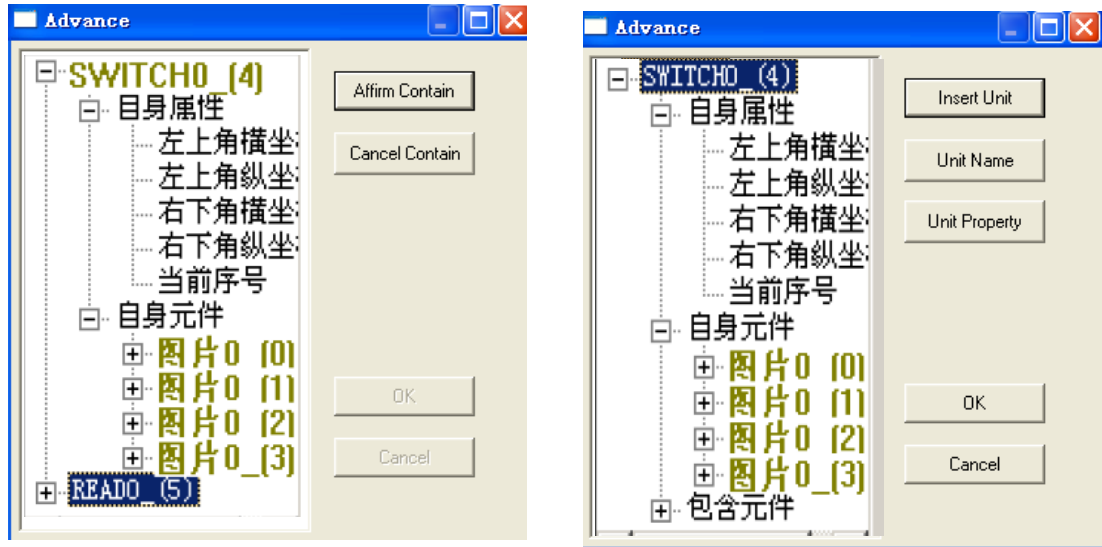 Advance
SWITCH0_(4)
自身属性
左上角横坐
左上角纵坐
右下角横坐
右下角纵坐
当前序号
自身元件
图片0 (0)
图片0 (1)
图片0 (2)
图片0_(3)
READ0_(5)
Affirm Contain
Cancel Contain
OK
Cancel
Advance
SWITCH0_(4)
自身属性
左上角横坐
左上角纵坐
右下角横坐
右下角纵坐
当前序号
自身元件
图片0 (0)
图片0 (1)
图片0 (2)
图片0_(3)
包含元件
Insert Unit
Unit Name
Unit Property
OK
Cancel